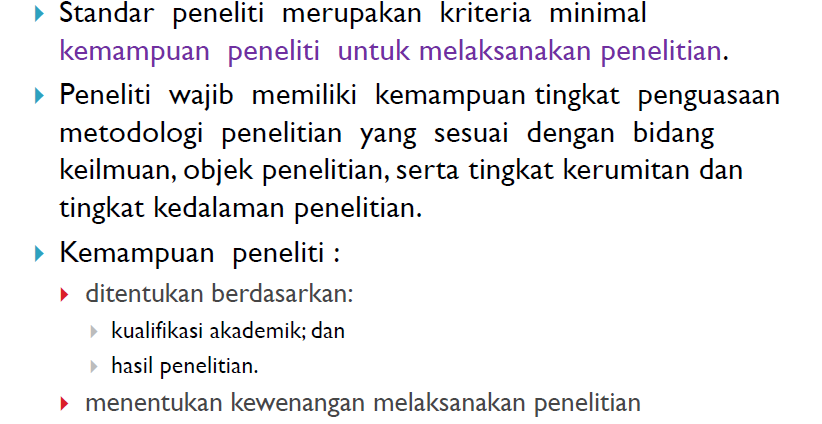 Standar peneliti merupakan kriteria minimal
kemampuan peneliti untuk melaksanakan penelitian.
Peneliti wajib memiliki kemampuan tingkat penguasaan
metodologi penelitian yang sesuai dengan bidang
keilmuan, objek penelitian, serta tingkat kerumitan dan
tingkat kedalaman penelitian.
Kemampuan peneliti :
ditentukan berdasarkan:
kualifikasi akademik; dan
hasil penelitian.
menentukan kewenangan melaksanakan penelitian